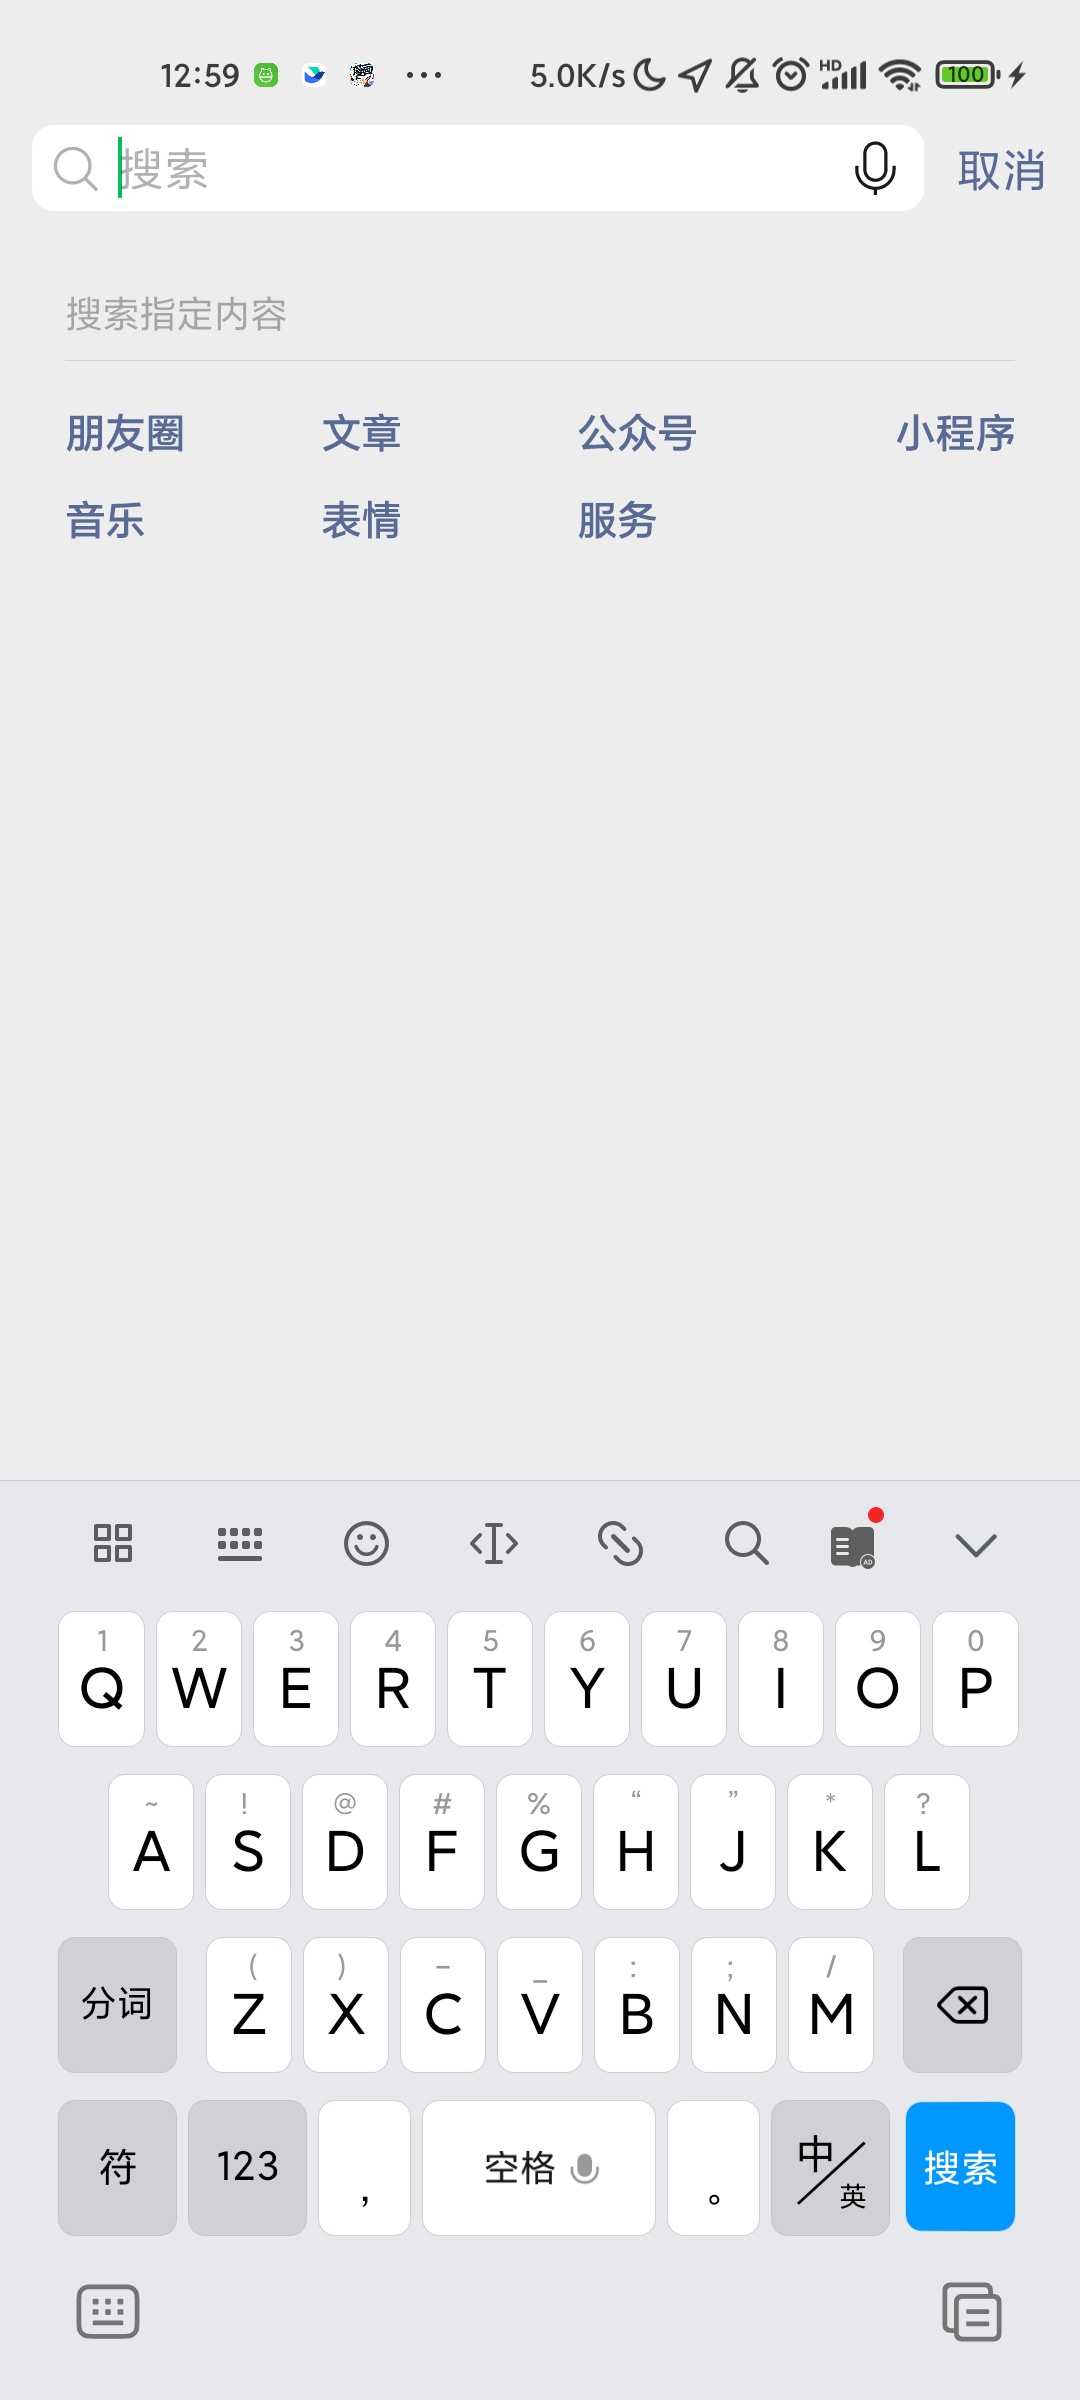 12:59 ··· 5.0K/s HD 100
搜索 取消
搜索指定内容
朋友圈 文章 公众号 小程序
音乐 表情 服务
AD
1 2 3 4 5 6 7 8 9 0
Q W E R T Y U I O P
~ ! @ # % “ ” * ?
A S D F G H J K L
( ) - _ : ; /
分词 Z X C V B N M
符 123 , 空格 。 中/英 搜索